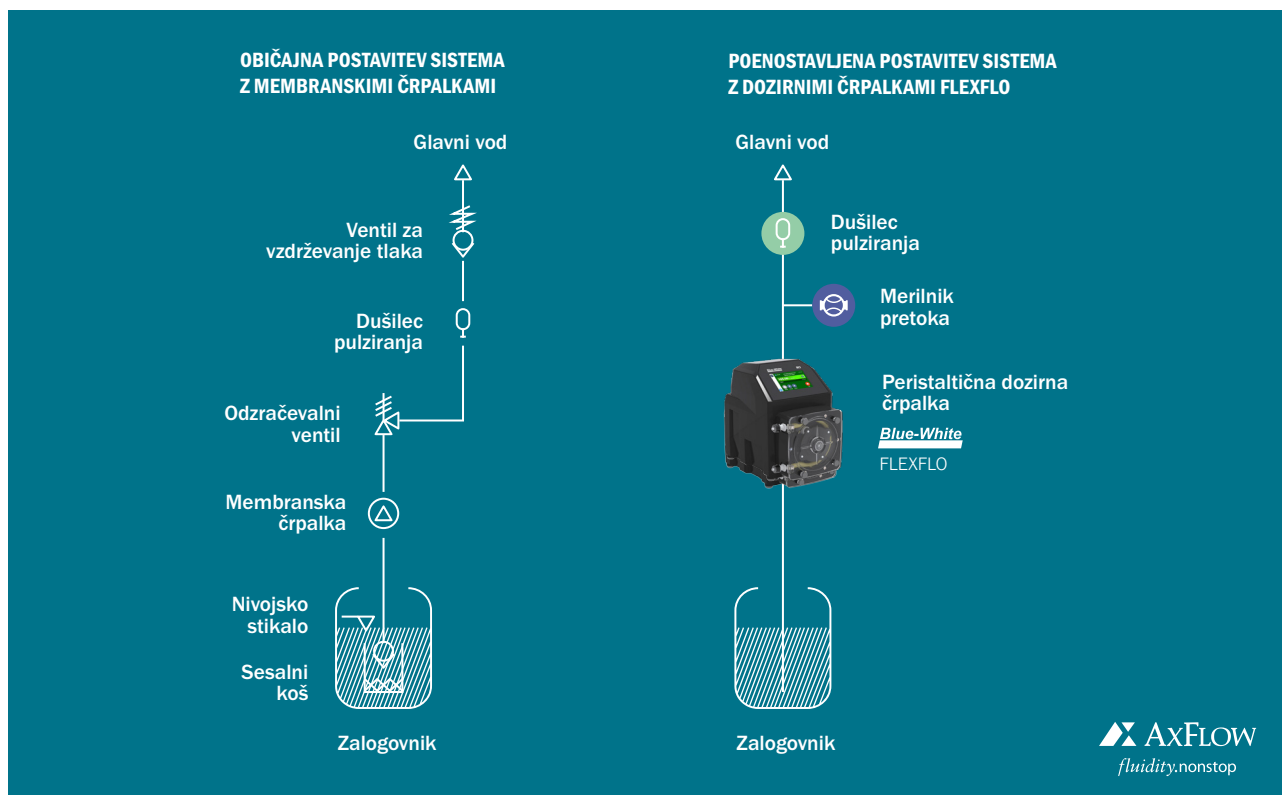 OBIČAJNA POSTAVITEV SISTEMA
Z MEMBRANSKIMI ČRPALKAMI
Glavni vod
Ventil za
vzdrževanje tlaka
Dušilec
pulziranja
Odzračevalni
ventil
Membranska
črpalka
Nivojsko
stikalo
Sesalni
koš
Zalogovnik
POENOSTAVLJENA POSTAVITEV SISTEMA
Z DOZIRNIMI ČRPALKAMI FLEXFLO
Glavni vod
Dušilec
pulziranja
Merilnik
pretoka
Peristaltična dozirna
črpalka
Blue-White
FLEXFLO
Zalogovnik
AXFLOW
fluidity.nonstop